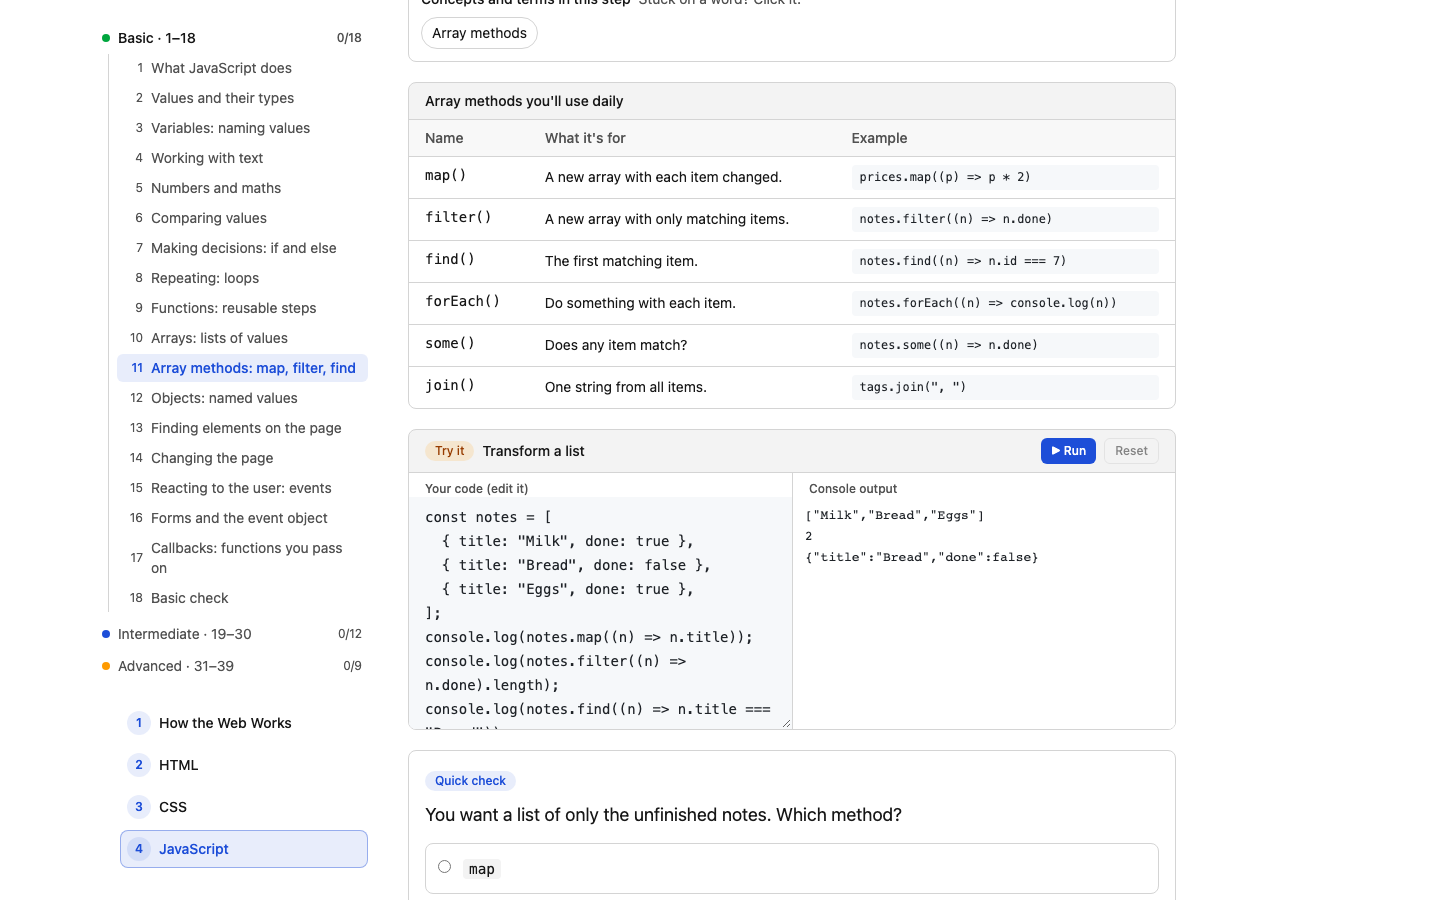 Basic · 1–18 0/18
1 What JavaScript does
2 Values and their types
3 Variables: naming values
4 Working with text
5 Numbers and maths
6 Comparing values
7 Making decisions: if and else
8 Repeating: loops
9 Functions: reusable steps
10 Arrays: lists of values
11 Array methods: map, filter, find
12 Objects: named values
13 Finding elements on the page
14 Changing the page
15 Reacting to the user: events
16 Forms and the event object
17 Callbacks: functions you pass
on
18 Basic check
Intermediate · 19–30 0/12
Advanced · 31–39 0/9
1 How the Web Works
2 HTML
3 CSS
4 JavaScript
Concepts and terms in this step Stuck on a word? Click it.
Array methods
Array methods you'll use daily
Name What it's for Example
map() A new array with each item changed. prices.map((p) => p * 2)
filter() A new array with only matching items. notes.filter((n) => n.done)
find() The first matching item. notes.find((n) => n.id === 7)
forEach() Do something with each item. notes.forEach((n) => console.log(n))
some() Does any item match? notes.some((n) => n.done)
join() One string from all items. tags.join(", ")
Try it Transform a list Run Reset
Your code (edit it)
const notes = [
{ title: "Milk", done: true },
{ title: "Bread", done: false },
{ title: "Eggs", done: true },
];
console.log(notes.map((n) => n.title));
console.log(notes.filter((n) =>
n.done).length);
console.log(notes.find((n) => n.title ===
Console output
["Milk","Bread","Eggs"]
2
{"title":"Bread","done":false}
Quick check
You want a list of only the unfinished notes. Which method?
map